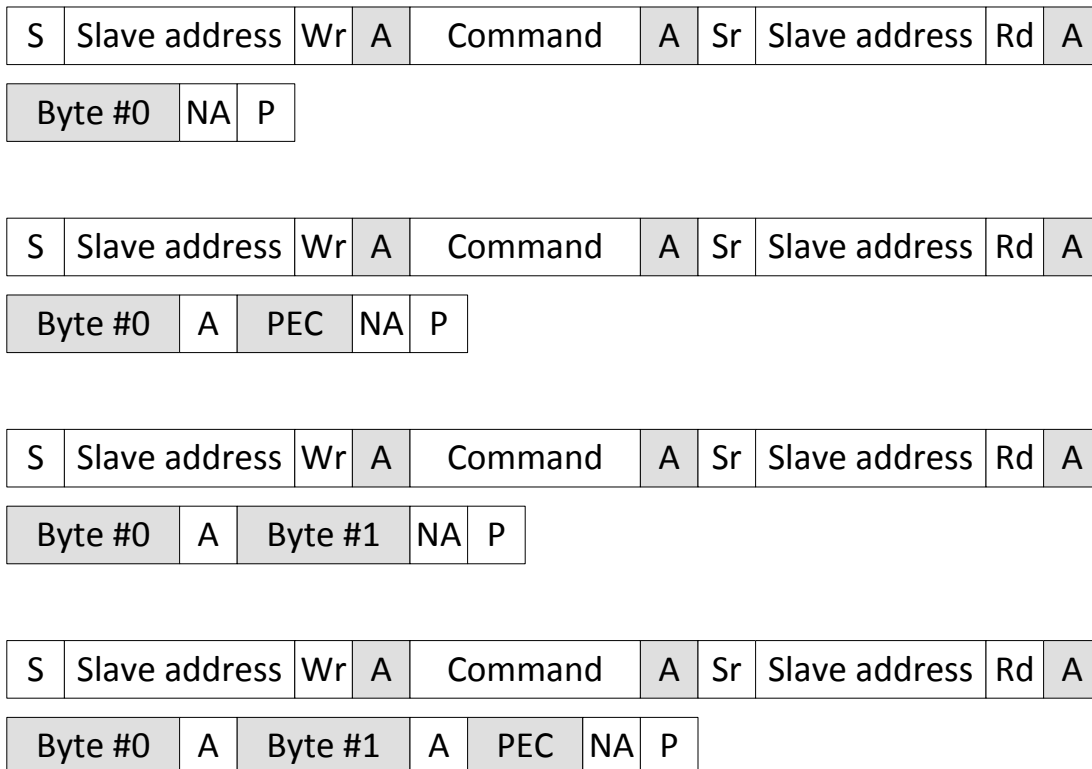 S Slave address Wr A Command A Sr Slave address Rd A
Byte #0 NA P
S Slave address Wr A Command A Sr Slave address Rd A
Byte #0 A PEC NA P
S Slave address Wr A Command A Sr Slave address Rd A
Byte #0 A Byte #1 NA P
S Slave address Wr A Command A Sr Slave address Rd A
Byte #0 A Byte #1 A PEC NA P